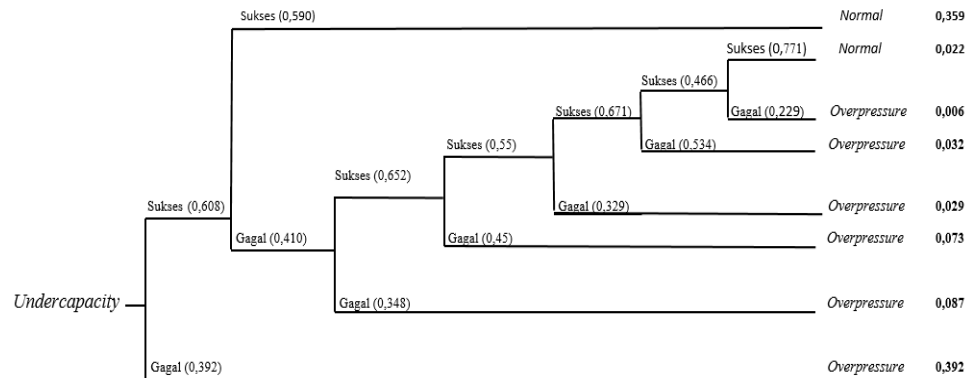 Sukses (0,590) Normal 0,359
Sukses (0,771) Normal 0,022
Sukses (0,466)
Sukses (0,671) Gagal (0,229) Overpressure 0,006
Sukses (0,55) Gagal (0.534) Overpressure 0,032
Sukses (0,652)
Sukses (0,608) Gagal (0,329) Overpressure 0,029
Gagal (0,410) Gagal (0,45) Overpressure 0,073
Undercapacity Gagal (0,348) Overpressure 0,087
Gagal (0,392) Overpressure 0,392